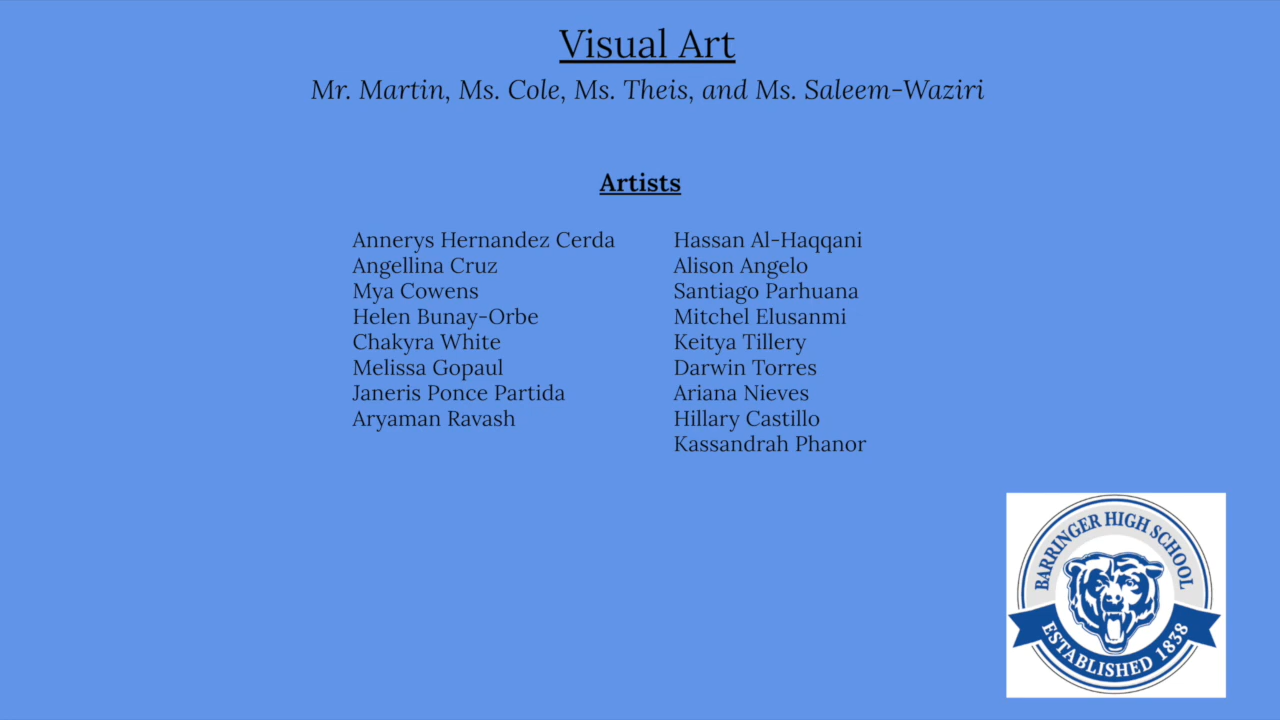 Visual Art
Mr. Martin, Ms. Cole, Ms. Theis, and Ms. Saleem-Waziri
Artists
Annerys Hernandez Cerda
Angellina Cruz
Mya Cowens
Helen Bunay-Orbe
Chakyra White
Melissa Gopaul
Janeris Ponce Partida
Aryaman Ravash
Hassan Al-Haqqani
Alison Angelo
Santiago Parhuana
Mitchel Elusanmi
Keitya Tillery
Darwin Torres
Ariana Nieves
Hillary Castillo
Kassandrah Phanor
BARRINGER HIGH SCHOOL
ESTABLISHED 1838